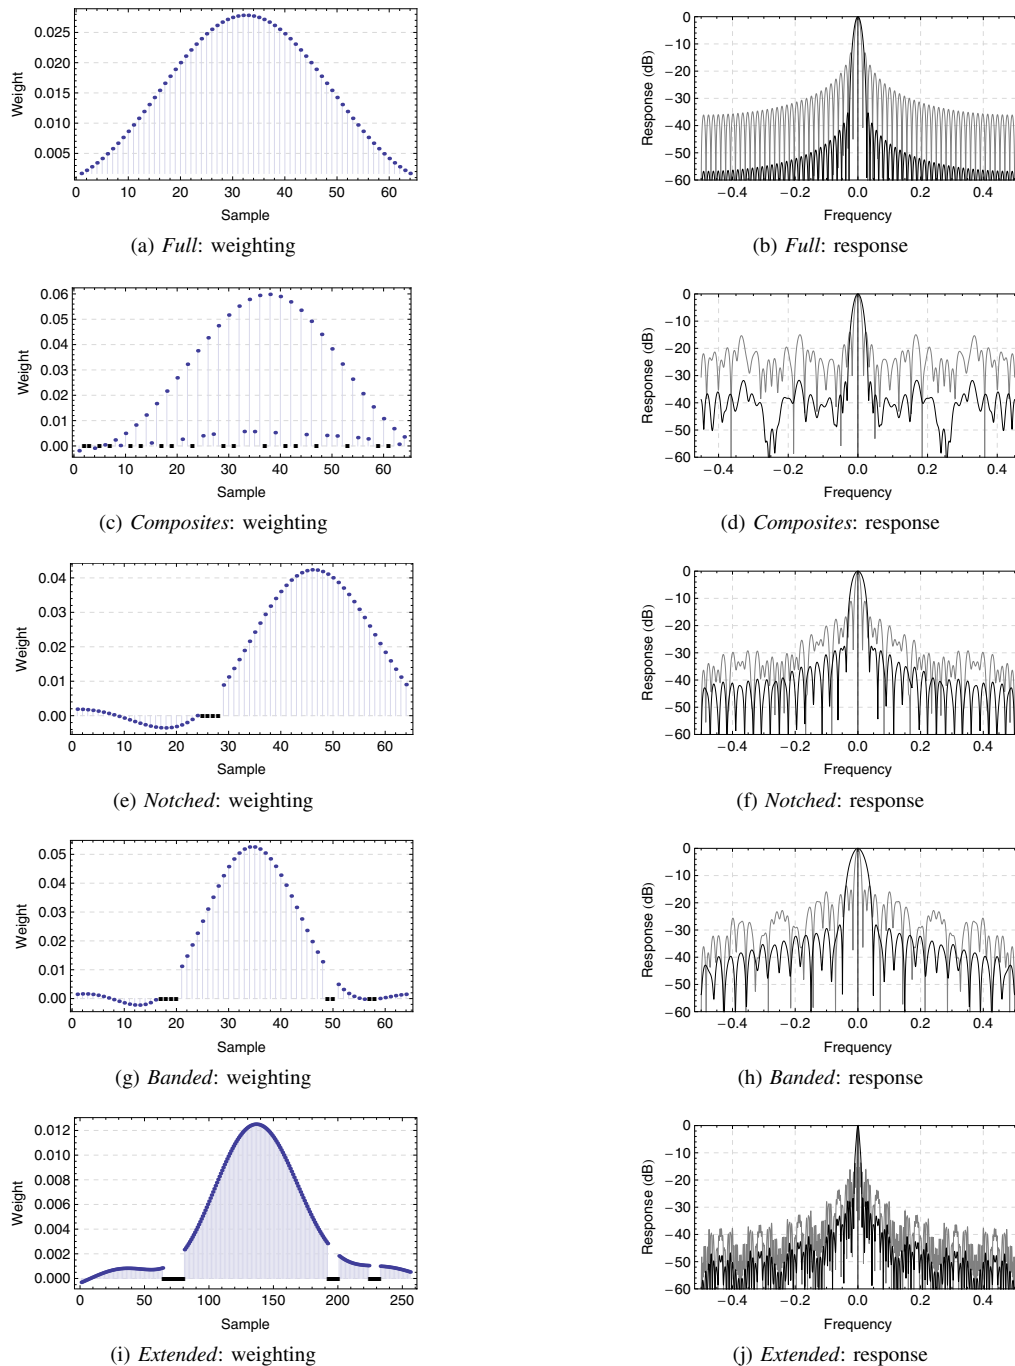 0.025
0.020
0.015
0.010
0.005
Weight
0 10 20 30 40 50 60
Sample
(a) Full: weighting
0
−10
−20
−30
−40
−50
−60
Response (dB)
−0.4 −0.2 0.0 0.2 0.4
Frequency
(b) Full: response
0.06
0.05
0.04
0.03
0.02
0.01
0.00
Weight
0 10 20 30 40 50 60
Sample
(c) Composites: weighting
0
−10
−20
−30
−40
−50
−60
Response (dB)
−0.4 −0.2 0.0 0.2 0.4
Frequency
(d) Composites: response
0.04
0.03
0.02
0.01
0.00
Weight
0 10 20 30 40 50 60
Sample
(e) Notched: weighting
0
−10
−20
−30
−40
−50
−60
Response (dB)
−0.4 −0.2 0.0 0.2 0.4
Frequency
(f) Notched: response
0.05
0.04
0.03
0.02
0.01
0.00
Weight
0 10 20 30 40 50 60
Sample
(g) Banded: weighting
0
−10
−20
−30
−40
−50
−60
Response (dB)
−0.4 −0.2 0.0 0.2 0.4
Frequency
(h) Banded: response
0.012
0.010
0.008
0.006
0.004
0.002
0.000
Weight
0 50 100 150 200 250
Sample
(i) Extended: weighting
0
−10
−20
−30
−40
−50
−60
Response (dB)
−0.4 −0.2 0.0 0.2 0.4
Frequency
(j) Extended: response